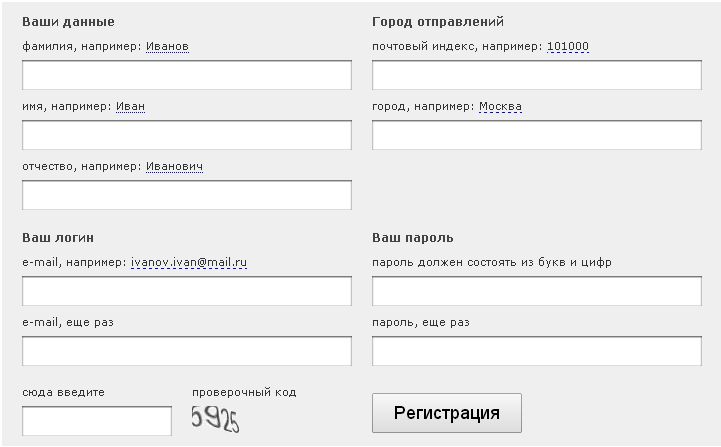 Ваши данные
Город отправлений
фамилия, например: Иванов
почтовый индекс, например: 101000
имя, например: Иван
город, например: Москва
отчество, например: Иванович
Ваш логин
Ваш пароль
e-mail, например: ivanov.ivan@mail.ru
пароль должен состоять из букв и цифр
e-mail, еще раз
пароль, еще раз
сюда введите
проверочный код
5925
Регистрация